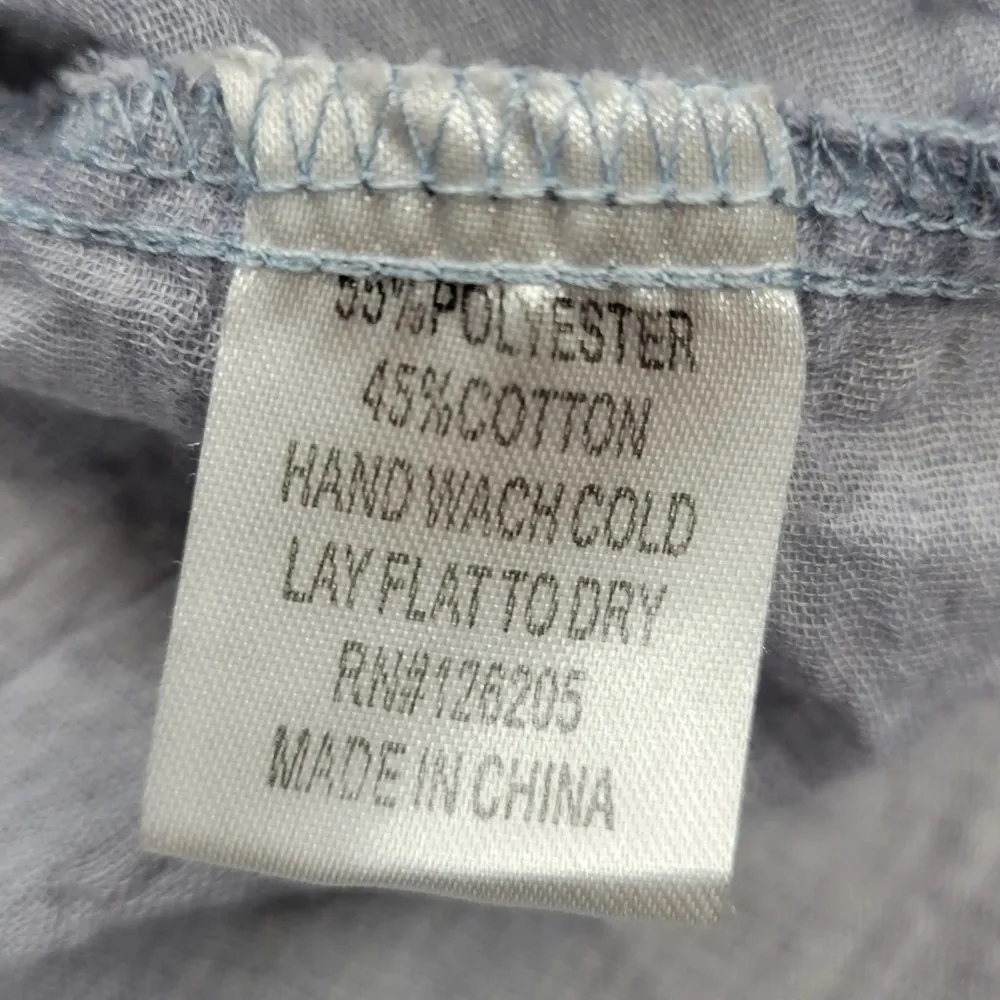 55%POLYESTER
45%COTTON
HAND WACH COLD
LAY FLAT TO DRY
RN#126205
MADE IN CHINA